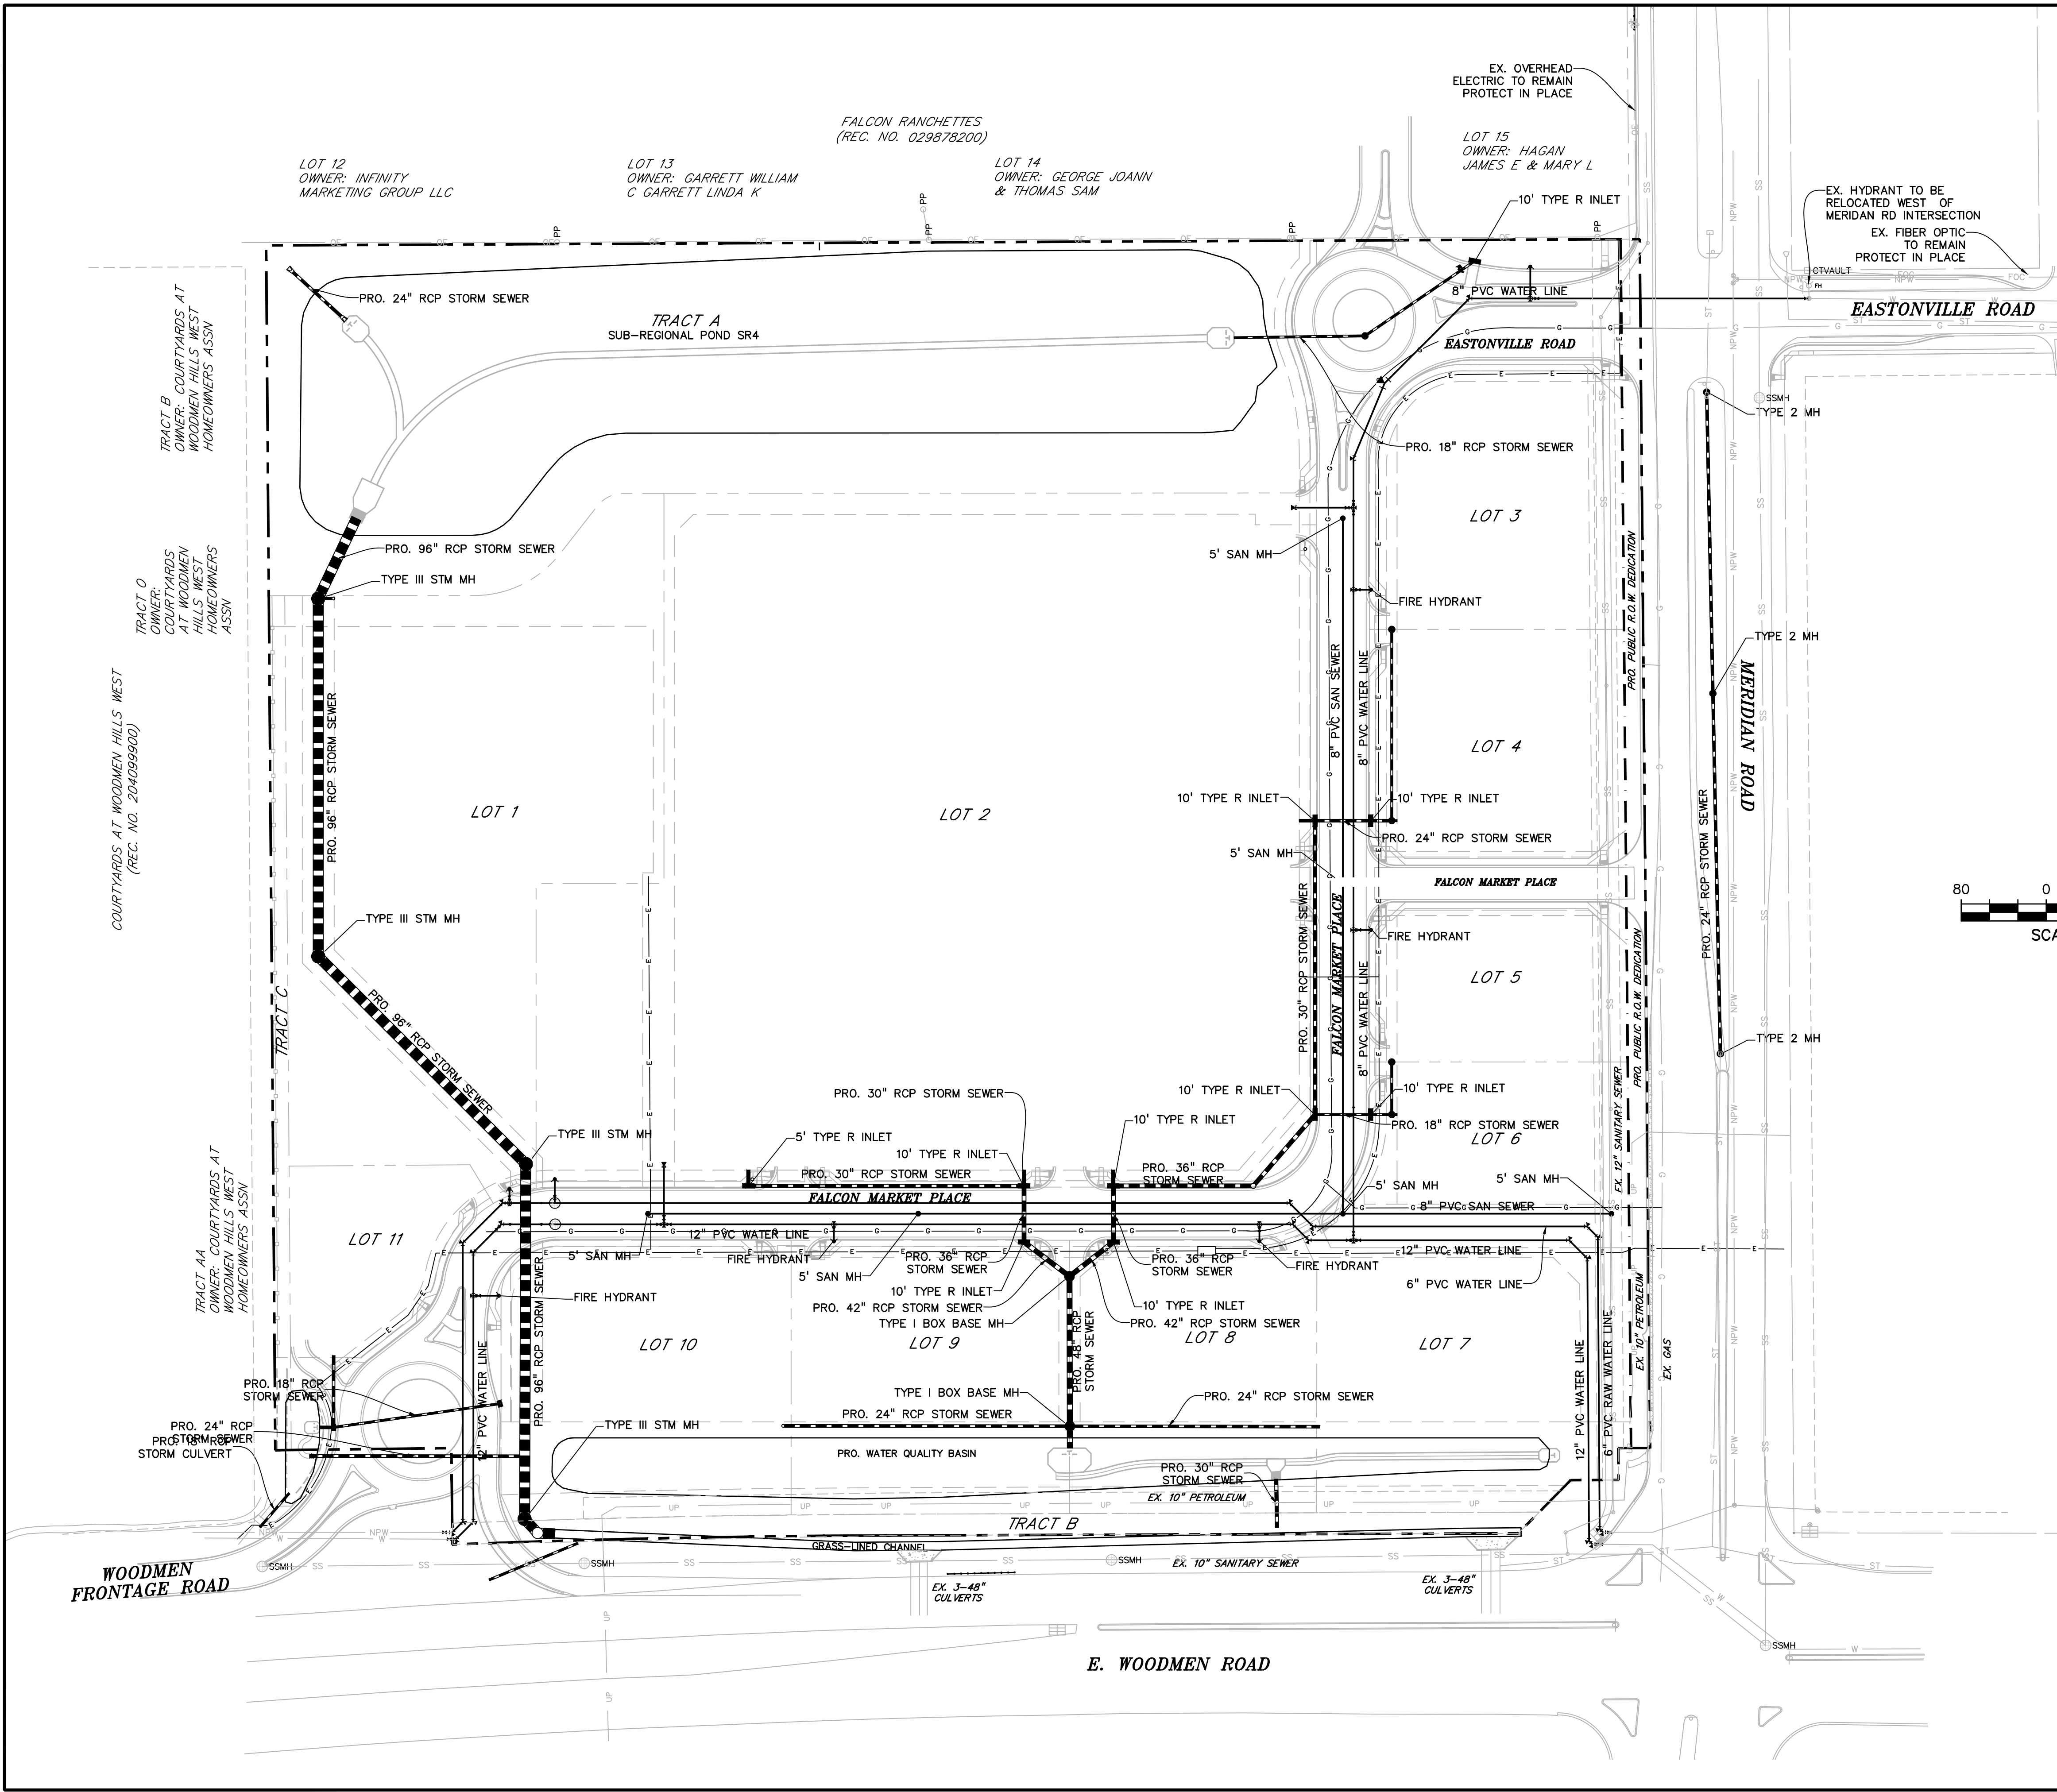 EX. OVERHEAD
ELECTRIC TO REMAIN
PROTECT IN PLACE
FALCON RANCHETTES
(REC. NO. 029878200)
LOT 12
OWNER: INFINITY
MARKETING GROUP LLC
LOT 13
OWNER: GARRETT WILLIAM
C GARRETT LINDA K
LOT 14
OWNER: GEORGE JOANN
& THOMAS SAM
LOT 15
OWNER: HAGAN
JAMES E & MARY L
10' TYPE R INLET
EX. HYDRANT TO BE
RELOCATED WEST OF
MERIDAN RD INTERSECTION
EX. FIBER OPTIC
TO REMAIN
PROTECT IN PLACE
PP
PP
PP
PP
PP
CTVAULT
FH
FOC
FOC
EASTONVILLE ROAD
PRO. 24" RCP STORM SEWER
TRACT A
SUB-REGIONAL POND SR4
8" PVC WATER LINE
EASTONVILLE ROAD
TRACT B
OWNER: COURTYARDS AT
WOODMEN HILLS WEST
HOMEOWNERS ASSN
SSMH
TYPE 2 MH
PRO. 18" RCP STORM SEWER
LOT 3
PRO. 96" RCP STORM SEWER
TYPE III STM MH
5' SAN MH
FIRE HYDRANT
TRACT O
OWNER:
COURTYARDS
AT WOODMEN
HILLS WEST
HOMEOWNERS
ASSN
PRO. PUBLIC R.O.W. DEDICATION
TYPE 2 MH
MERIDIAN ROAD
COURTYARDS AT WOODMEN HILLS WEST
(REC. NO. 204099900)
PRO. 96" RCP STORM SEWER
8" PVC SAN SEWER
8" PVC WATER LINE
LOT 4
LOT 1
LOT 2
10' TYPE R INLET
10' TYPE R INLET
PRO. 24" RCP STORM SEWER
5' SAN MH
FALCON MARKET PLACE
PRO. 24" RCP STORM SEWER
80
0
SCA
TYPE III STM MH
FIRE HYDRANT
PRO. 30" RCP STORM SEWER
FALCON MARKET PLACE
8" PVC WATER LINE
LOT 5
PRO. PUBLIC R.O.W. DEDICATION
TRACT C
PRO. 96" RCP STORM SEWER
TYPE 2 MH
PRO. 30" RCP STORM SEWER
10' TYPE R INLET
10' TYPE R INLET
10' TYPE R INLET
PRO. 18" RCP STORM SEWER
LOT 6
EX. 12" SANITARY SEWER
TYPE III STM MH
5' TYPE R INLET
10' TYPE R INLET
PRO. 30" RCP STORM SEWER
PRO. 36" RCP
STORM SEWER
FALCON MARKET PLACE
5' SAN MH
5' SAN MH
8" PVC SAN SEWER
TRACT AA
OWNER: COURTYARDS AT
WOODMEN HILLS WEST
HOMEOWNERS ASSN
LOT 11
12" PVC WATER LINE
12" PVC WATER LINE
5' SAN MH
FIRE HYDRANT
PRO. 36" RCP
STORM SEWER
PRO. 36" RCP
STORM SEWER
FIRE HYDRANT
5' SAN MH
6" PVC WATER LINE
FIRE HYDRANT
10' TYPE R INLET
10' TYPE R INLET
PRO. 42" RCP STORM SEWER
PRO. 42" RCP STORM SEWER
TYPE I BOX BASE MH
LOT 10
LOT 9
LOT 8
LOT 7
PRO. 96" RCP STORM SEWER
12" PVC WATER LINE
PRO. 48" RCP
STORM SEWER
12" PVC WATER LINE
6" PVC RAW WATER LINE
EX. 10" PETROLEUM
EX. GAS
PRO. 18" RCP
STORM SEWER
TYPE I BOX BASE MH
PRO. 24" RCP STORM SEWER
PRO. 24" RCP STORM SEWER
PRO. 24" RCP
STORM SEWER
PRO. 18" RCP
STORM CULVERT
TYPE III STM MH
PRO. WATER QUALITY BASIN
PRO. 30" RCP
STORM SEWER
EX. 10" PETROLEUM
TRACT B
GRASS-LINED CHANNEL
SSMH
SSMH
SSMH
EX. 10" SANITARY SEWER
WOODMEN
FRONTAGE ROAD
EX. 3-48"
CULVERTS
EX. 3-48"
CULVERTS
SSMH
E. WOODMEN ROAD